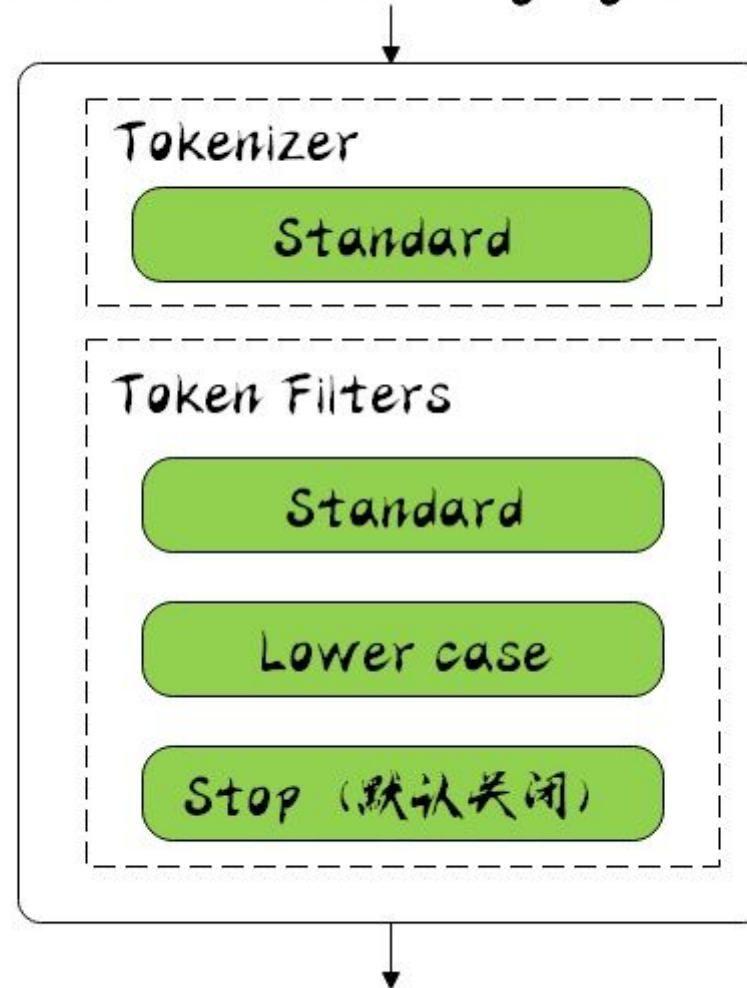 Tokenizer
Standard
Token Filters
Standard
Lower case
Stop（默认关闭）